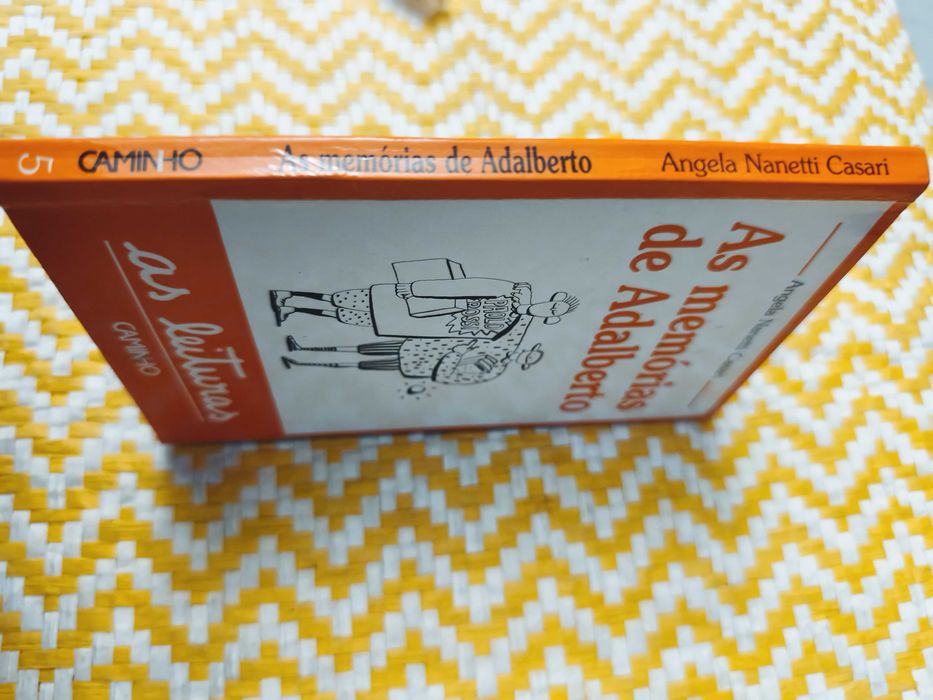 5 CAMINHO As memórias de Adalberto Angela Nanetti Casari
Angela Nanetti Casari
As memórias
de Adalberto
as leituras
CAMINHO